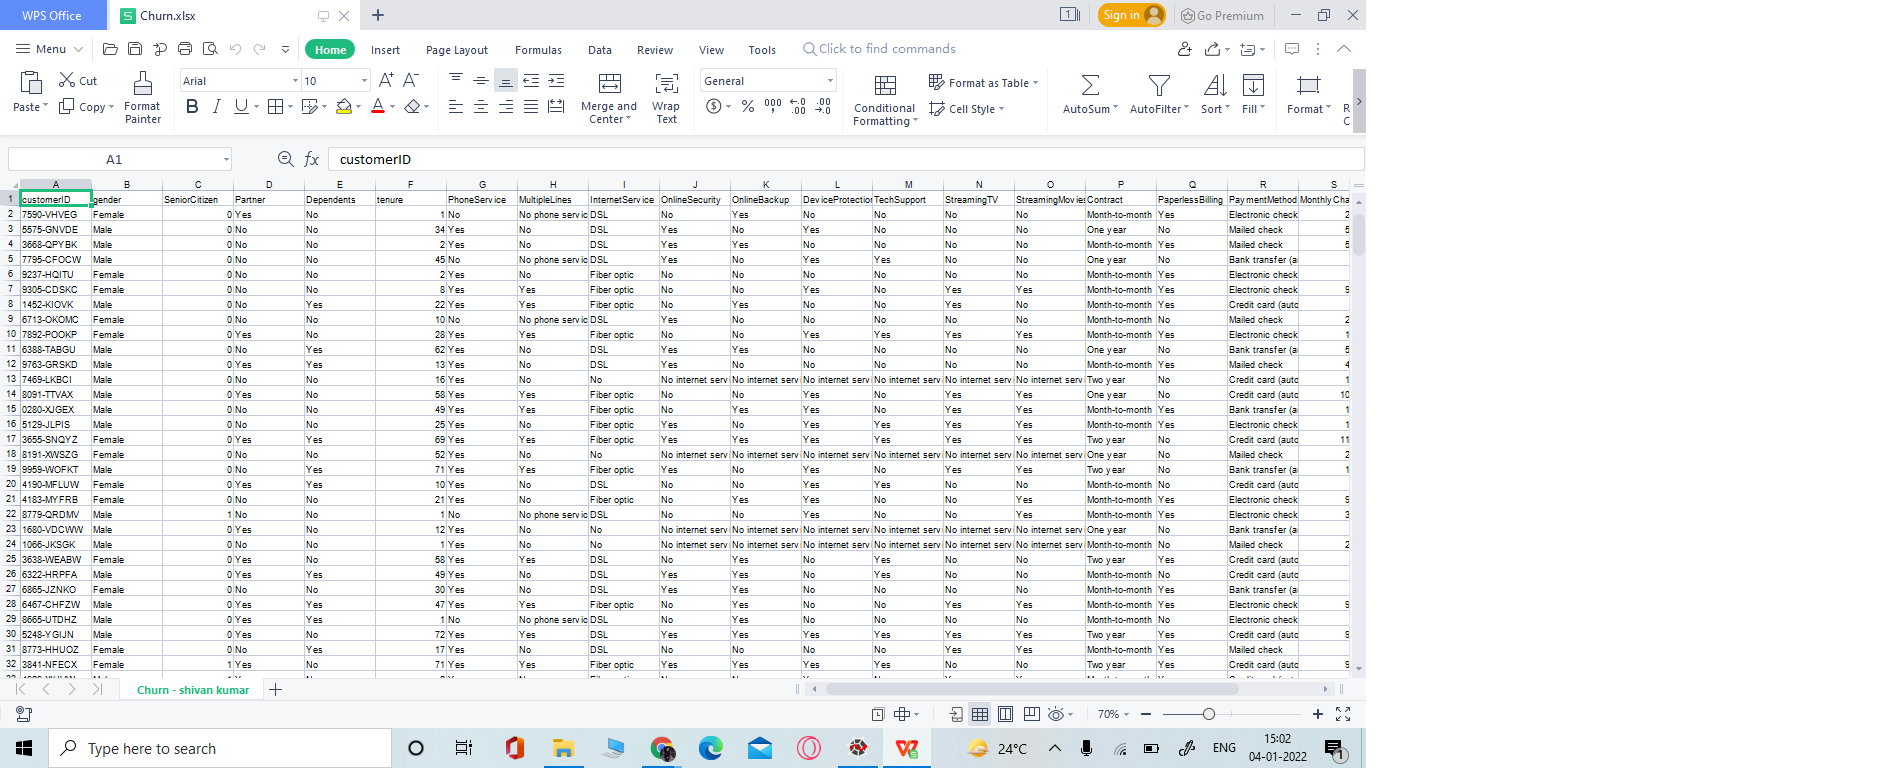 WPS Office Churn.xlsx + 1 Sign in Go Premium
Menu Home Insert Page Layout Formulas Data Review View Tools Click to find commands
Cut Arial 10 General Format as Table
Paste Copy Format Painter B I U Merge and Center Wrap Text Conditional Formatting Cell Style AutoSum AutoFilter Sort Fill Format
A1 fx customerID
A B C D E F G H I J K L M N O P Q R S
1 customerID gender SeniorCitizen Partner Dependents tenure PhoneService MultipleLines InternetService OnlineSecurity OnlineBackup DeviceProtection TechSupport StreamingTV StreamingMovies Contract PaperlessBilling PaymentMethod Monthly Cha
2 7590-VHVEG Female 0 Yes No 1 No No phone servic DSL No Yes No No No No Month-to-month Yes Electronic check 2
3 5575-GNVDE Male 0 No No 34 Yes No DSL Yes No Yes No No No One year No Mailed check 5
4 3668-QPYBK Male 0 No No 2 Yes No DSL Yes Yes No No No No Month-to-month Yes Mailed check 5
5 7795-CFOCW Male 0 No No 45 No No phone servic DSL Yes No Yes Yes No No One year No Bank transfer (a
6 9237-HQITU Female 0 No No 2 Yes No Fiber optic No No No No No No Month-to-month Yes Electronic check
7 9305-CDSKC Female 0 No No 8 Yes Yes Fiber optic No No Yes No Yes Yes Month-to-month Yes Electronic check 9
8 1452-KIOVK Male 0 No Yes 22 Yes Yes Fiber optic No Yes No No Yes No Month-to-month Yes Credit card (autc
9 6713-OKOMC Female 0 No No 10 No No phone servic DSL Yes No No No No No Month-to-month No Mailed check 2
10 7892-POOKP Female 0 Yes No 28 Yes Yes Fiber optic No No Yes Yes Yes Yes Month-to-month Yes Electronic check 1
11 6388-TABGU Male 0 No Yes 62 Yes No DSL Yes Yes No No No No One year No Bank transfer (a 5
12 9763-GRSKD Male 0 Yes Yes 13 Yes No DSL Yes No No No No No Month-to-month Yes Mailed check 4
13 7469-LKBCI Male 0 No No 16 Yes No No No internet serv No internet serv No internet serv No internet serv No internet serv No internet serv Two year No Credit card (autc 1
14 8091-TTVAX Male 0 Yes No 58 Yes Yes Fiber optic No No Yes No Yes Yes One year No Credit card (autc 10
15 0280-XJGEX Male 0 No No 49 Yes Yes Fiber optic No Yes Yes No Yes Yes Month-to-month Yes Bank transfer (a 1
16 5129-JLPIS Male 0 No No 25 Yes No Fiber optic Yes No Yes Yes Yes Yes Month-to-month Yes Electronic check 1
17 3655-SNQYZ Female 0 Yes Yes 69 Yes Yes Fiber optic Yes Yes Yes Yes Yes Yes Two year No Credit card (autc 11
18 8191-XWSZG Female 0 No No 52 Yes No No No internet serv No internet serv No internet serv No internet serv No internet serv No internet serv One year No Mailed check 2
19 9959-WOFKT Male 0 No Yes 71 Yes Yes Fiber optic Yes No Yes No Yes Yes Two year No Bank transfer (a 1
20 4190-MFLUW Female 0 Yes Yes 10 Yes No DSL No No Yes Yes No No Month-to-month No Credit card (autc
21 4183-MYFRB Female 0 No No 21 Yes No Fiber optic No Yes Yes No No Yes Month-to-month Yes Electronic check 9
22 8779-QRDMV Male 1 No No 1 No No phone servic DSL No No Yes No No Yes Month-to-month Yes Electronic check 3
23 1680-VDCWW Male 0 Yes No 12 Yes No No No internet serv No internet serv No internet serv No internet serv No internet serv No internet serv One year No Bank transfer (a
24 1066-JKSGK Male 0 No No 1 Yes No No No internet serv No internet serv No internet serv No internet serv No internet serv No internet serv Month-to-month No Mailed check 2
25 3638-WEABW Female 0 Yes No 58 Yes Yes DSL No Yes No Yes No No Two year Yes Credit card (autc
26 6322-HRPFA Male 0 Yes Yes 49 Yes No DSL Yes Yes No Yes No No Month-to-month No Credit card (autc
27 6865-JZNKO Female 0 No No 30 Yes No DSL Yes Yes No No No No Month-to-month Yes Bank transfer (a
28 6467-CHFZW Male 0 Yes Yes 47 Yes Yes Fiber optic No Yes No No Yes Yes Month-to-month Yes Electronic check 9
29 8665-UTDHZ Male 0 Yes Yes 1 No No phone servic DSL No Yes No No No No Month-to-month No Electronic check
30 5248-YGIJN Male 0 Yes No 72 Yes Yes DSL Yes Yes Yes Yes Yes Yes Two year Yes Credit card (autc 9
31 8773-HHUOZ Female 0 No Yes 17 Yes No DSL No No No No Yes Yes Month-to-month Yes Mailed check
32 3841-NFECX Female 1 Yes No 71 Yes Yes Fiber optic Yes Yes Yes Yes No No Two year Yes Credit card (autc 9
Churn - shivan kumar
70%
Type here to search 24°C ENG 15:02
04-01-2022 1